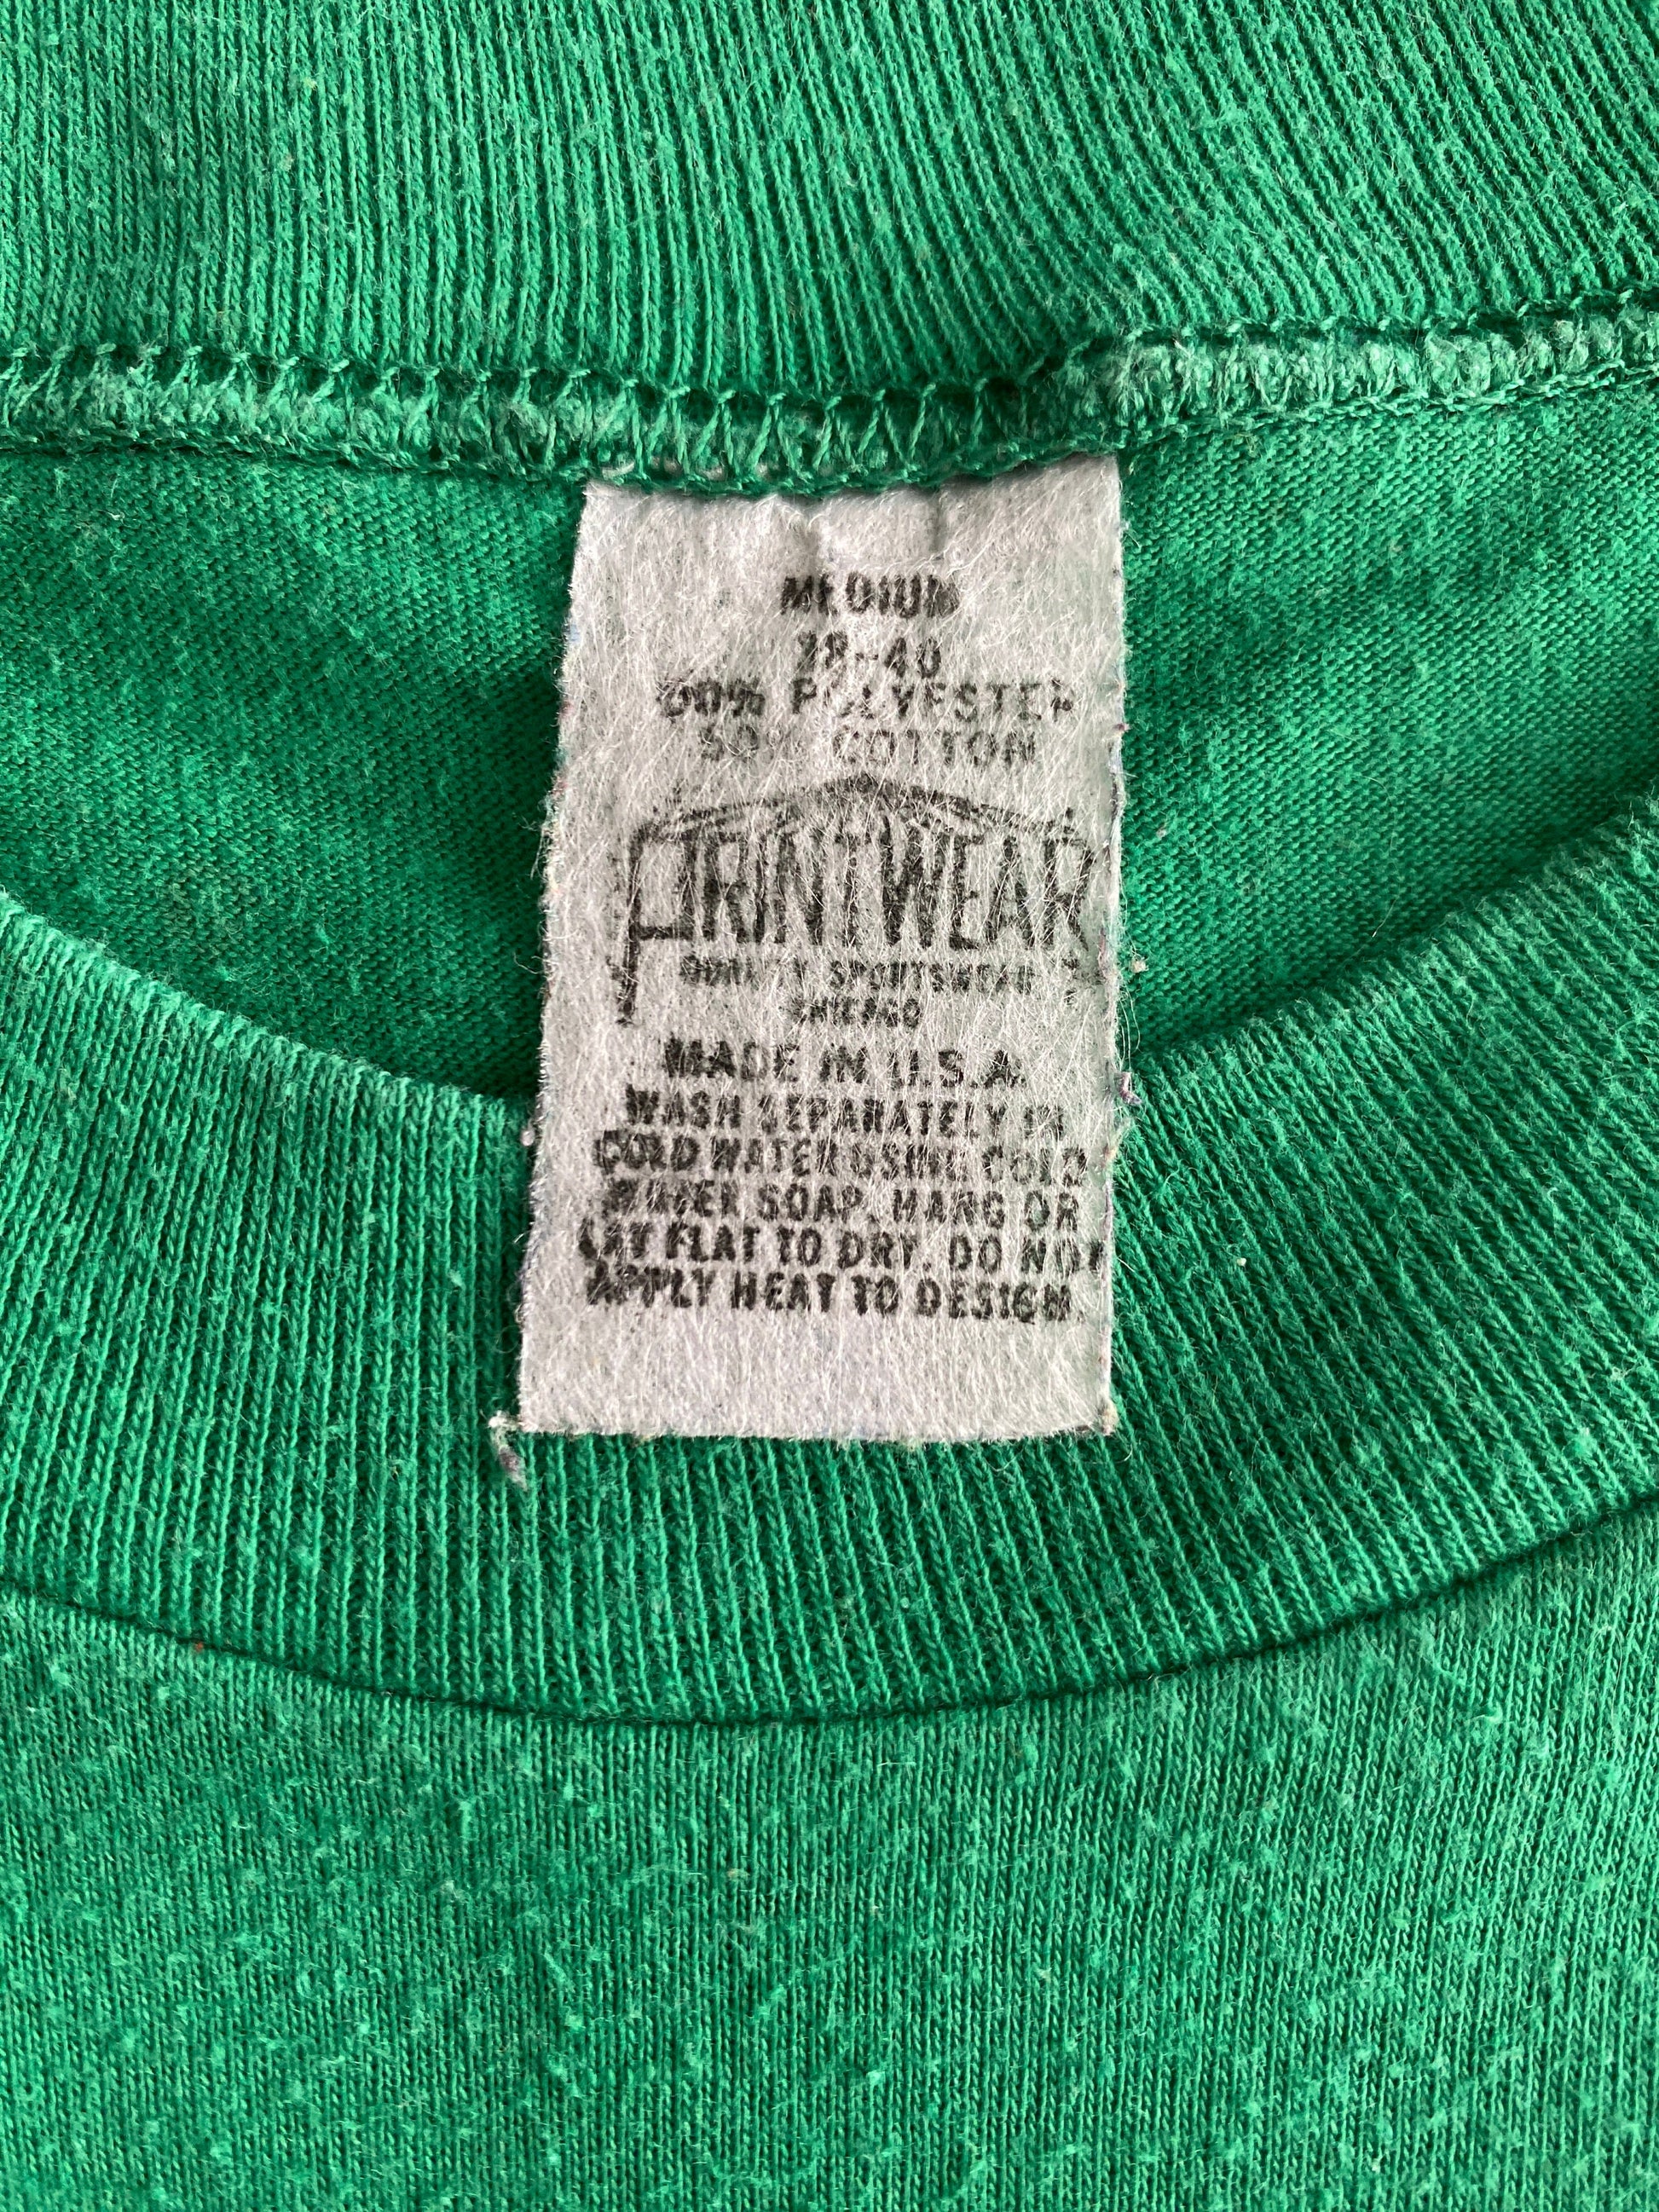 MEDIUM
38-40
50% POLYESTER
50% COTTON
PRINTWEAR
QUALITY SPORTSWEAR
CHICAGO
MADE IN U.S.A.
WASH SEPARATELY IN
COLD WATER USING COLD
WATER SOAP. HANG OR
LAY FLAT TO DRY. DO NOT
APPLY HEAT TO DESIGN